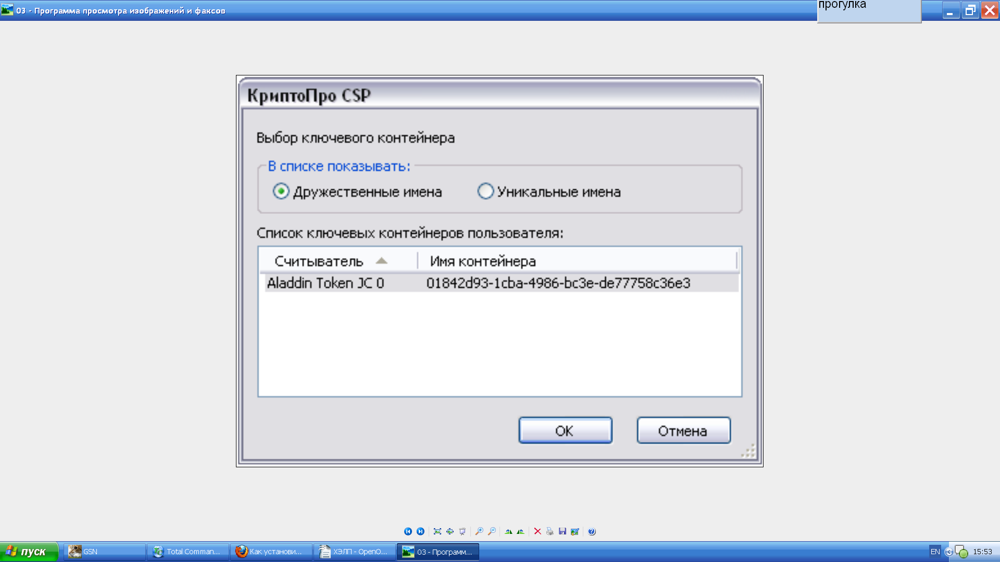 03 - Программа просмотра изображений и факсов
прогулка
КриптоПро CSP
Выбор ключевого контейнера
В списке показывать:
Дружественные имена Уникальные имена
Список ключевых контейнеров пользователя:
Считыватель Имя контейнера
Aladdin Token JC 0 01842d93-1cba-4986-bc3e-de77758c36e3
OK Отмена
пуск GSN Total Comman... Как установи... ХЭЛП - OpenO... 03 - Программ... EN 15:53